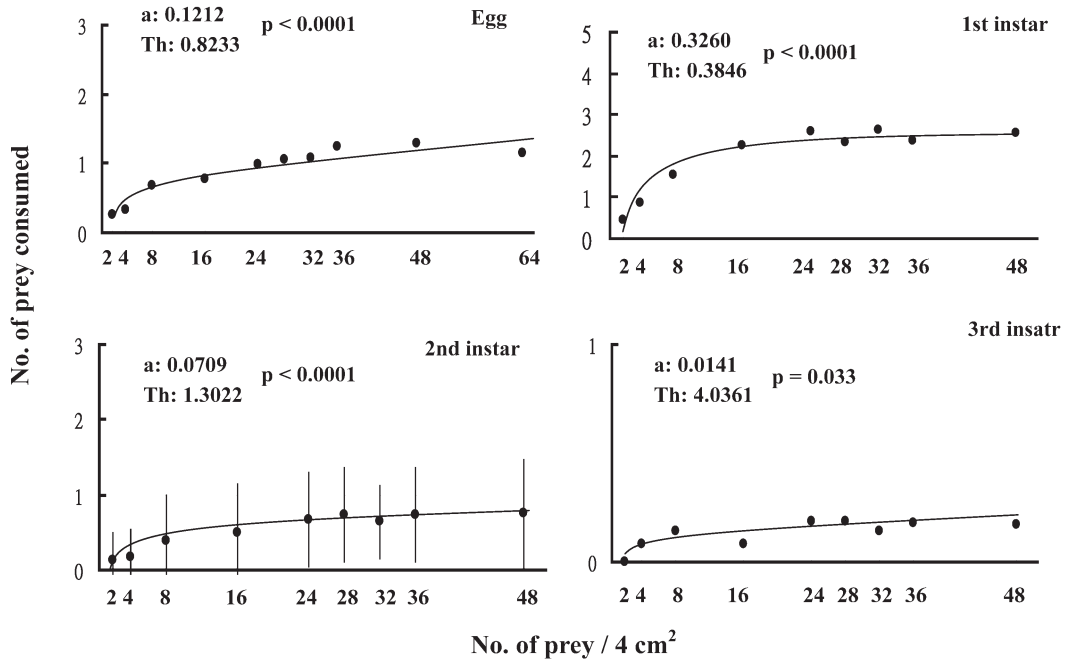 No. of prey consumed
Egg
a: 0.1212
Th: 0.8233
p < 0.0001
3
2
1
0
2 4 8 16 24 32 36 48 64
1st instar
a: 0.3260
Th: 0.3846
p < 0.0001
5
4
3
2
1
0
2 4 8 16 24 28 32 36 48
2nd instar
a: 0.0709
Th: 1.3022
p < 0.0001
3
2
1
0
2 4 8 16 24 28 32 36 48
3rd insatr
a: 0.0141
Th: 4.0361
p = 0.033
1
0
2 4 8 16 24 28 32 36 48
No. of prey / 4 cm²